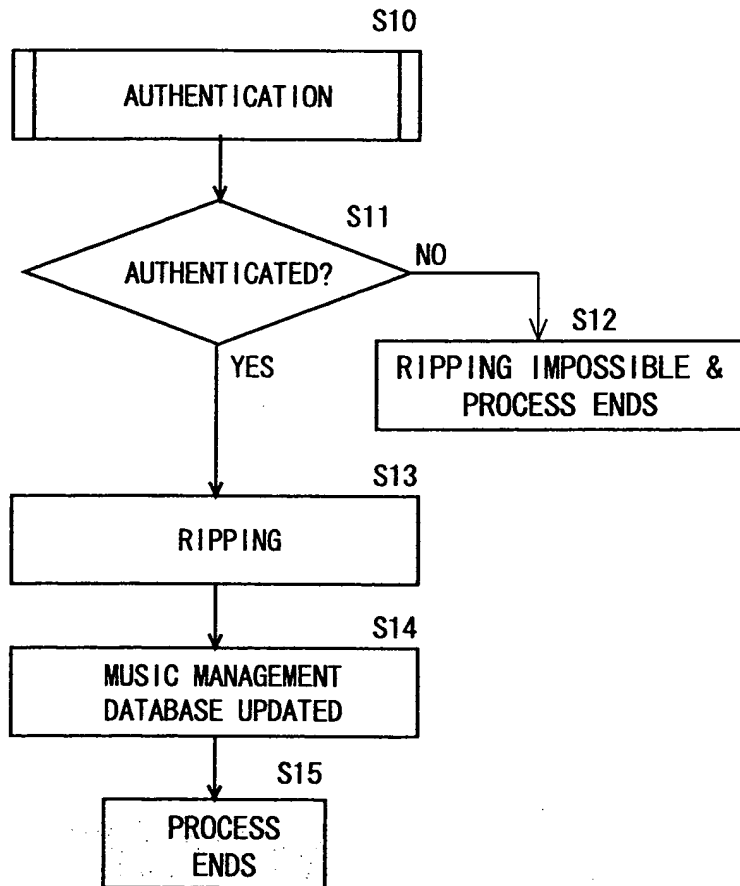 S10
AUTHENTICATION
S11
AUTHENTICATED?
NO
S12
RIPPING IMPOSSIBLE &
PROCESS ENDS
YES
S13
RIPPING
S14
MUSIC MANAGEMENT
DATABASE UPDATED
S15
PROCESS
ENDS